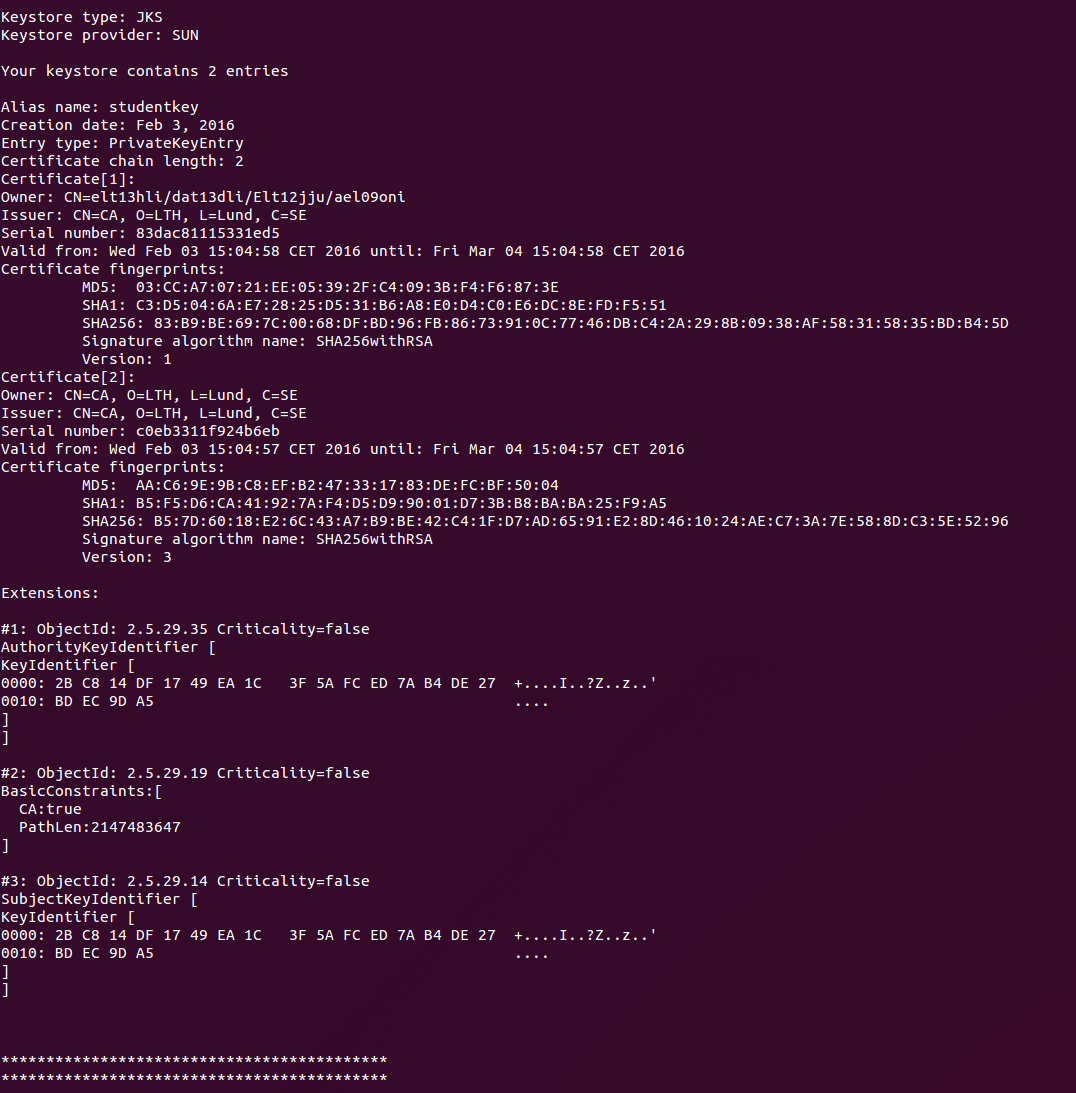 Keystore type: JKS
Keystore provider: SUN
Your keystore contains 2 entries
Alias name: studentkey
Creation date: Feb 3, 2016
Entry type: PrivateKeyEntry
Certificate chain length: 2
Certificate[1]:
Owner: CN=elt13hli/dat13dli/Elt12jju/ael09oni
Issuer: CN=CA, O=LTH, L=Lund, C=SE
Serial number: 83dac81115331ed5
Valid from: Wed Feb 03 15:04:58 CET 2016 until: Fri Mar 04 15:04:58 CET 2016
Certificate fingerprints:
MD5:  03:CC:A7:07:21:EE:05:39:2F:C4:09:3B:F4:F6:87:3E
SHA1: C3:D5:04:6A:E7:28:25:D5:31:B6:A8:E0:D4:C0:E6:DC:8E:FD:F5:51
SHA256: 83:B9:BE:69:7C:00:68:DF:BD:96:FB:86:73:91:0C:77:46:DB:C4:2A:29:8B:09:38:AF:58:31:58:35:BD:B4:5D
Signature algorithm name: SHA256withRSA
Version: 1
Certificate[2]:
Owner: CN=CA, O=LTH, L=Lund, C=SE
Issuer: CN=CA, O=LTH, L=Lund, C=SE
Serial number: c0eb3311f924b6eb
Valid from: Wed Feb 03 15:04:57 CET 2016 until: Fri Mar 04 15:04:57 CET 2016
Certificate fingerprints:
MD5:  AA:C6:9E:9B:C8:EF:B2:47:33:17:83:DE:FC:BF:50:04
SHA1: B5:F5:D6:CA:41:92:7A:F4:D5:D9:90:01:D7:3B:B8:BA:BA:25:F9:A5
SHA256: B5:7D:60:18:E2:6C:43:A7:B9:BE:42:C4:1F:D7:AD:65:91:E2:8D:46:10:24:AE:C7:3A:7E:58:8D:C3:5E:52:96
Signature algorithm name: SHA256withRSA
Version: 3
Extensions:
#1: ObjectId: 2.5.29.35 Criticality=false
AuthorityKeyIdentifier [
KeyIdentifier [
0000: 2B C8 14 DF 17 49 EA 1C   3F 5A FC ED 7A B4 DE 27  +....I..?Z..z..'
0010: BD EC 9D A5                                        ....
]
]
#2: ObjectId: 2.5.29.19 Criticality=false
BasicConstraints:[
CA:true
PathLen:2147483647
]
#3: ObjectId: 2.5.29.14 Criticality=false
SubjectKeyIdentifier [
KeyIdentifier [
0000: 2B C8 14 DF 17 49 EA 1C   3F 5A FC ED 7A B4 DE 27  +....I..?Z..z..'
0010: BD EC 9D A5                                        ....
]
]
*******************************************
*******************************************